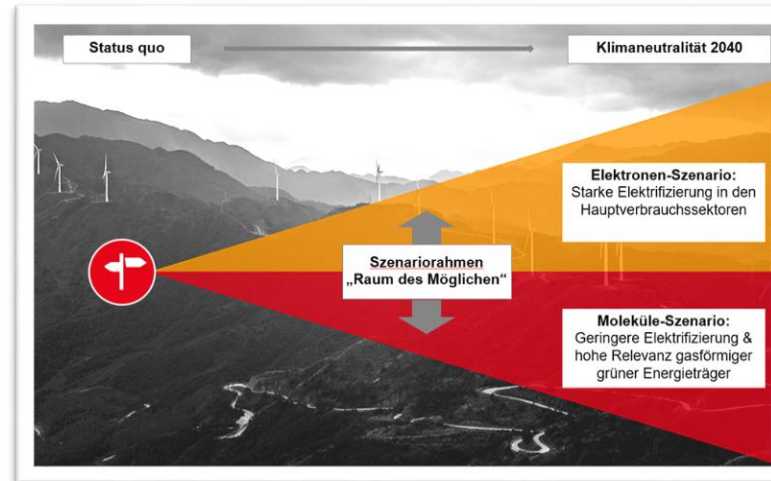 Status quo
Klimaneutralität 2040
Elektronen-Szenario:
Starke Elektrifizierung in den
Hauptverbrauchssektoren
Szenariorahmen
„Raum des Möglichen“
Moleküle-Szenario:
Geringere Elektrifizierung &
hohe Relevanz gasförmiger
grüner Energieträger